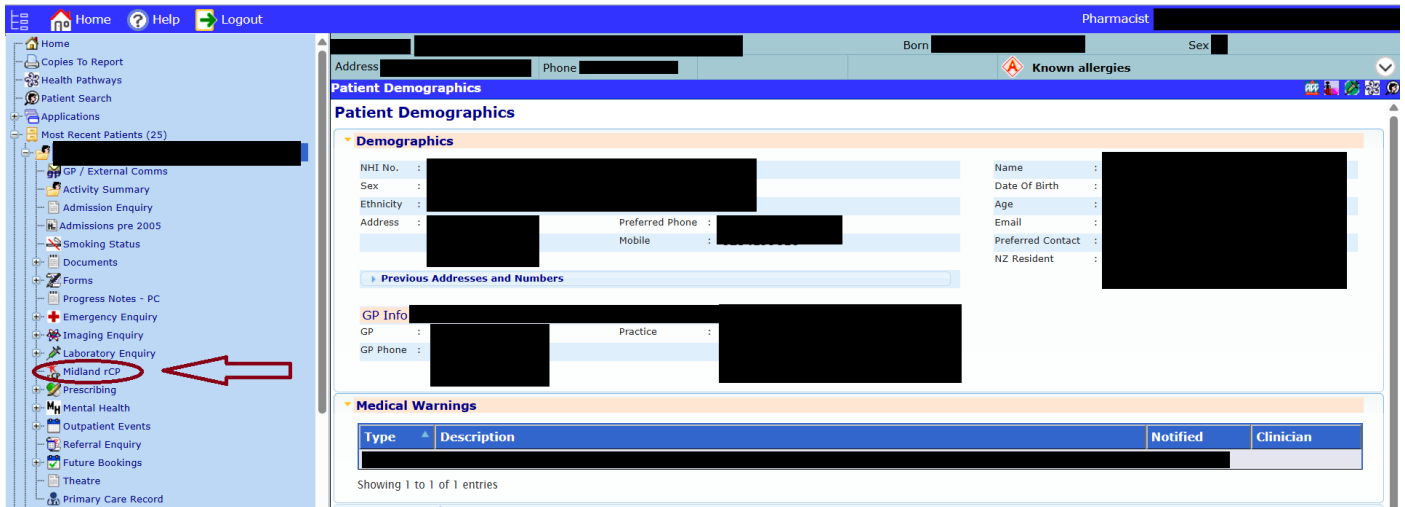 Home Help Logout Pharmacist
Home
Copies To Report
Health Pathways
Patient Search
Applications
Most Recent Patients (25)
GP / External Comms
Activity Summary
Admission Enquiry
Admissions pre 2005
Smoking Status
Documents
Forms
Progress Notes - PC
Emergency Enquiry
Imaging Enquiry
Laboratory Enquiry
Midland rCP
Prescribing
Mental Health
Outpatient Events
Referral Enquiry
Future Bookings
Theatre
Primary Care Record
Born Sex
Address Phone A Known allergies
Patient Demographics
Patient Demographics
Demographics
NHI No. : Name :
Sex : Date Of Birth :
Ethnicity : Age :
Address : Preferred Phone : Email :
Mobile : Preferred Contact :
NZ Resident :
Previous Addresses and Numbers
GP Info
GP : Practice :
GP Phone :
Medical Warnings
Type Description Notified Clinician
Showing 1 to 1 of 1 entries